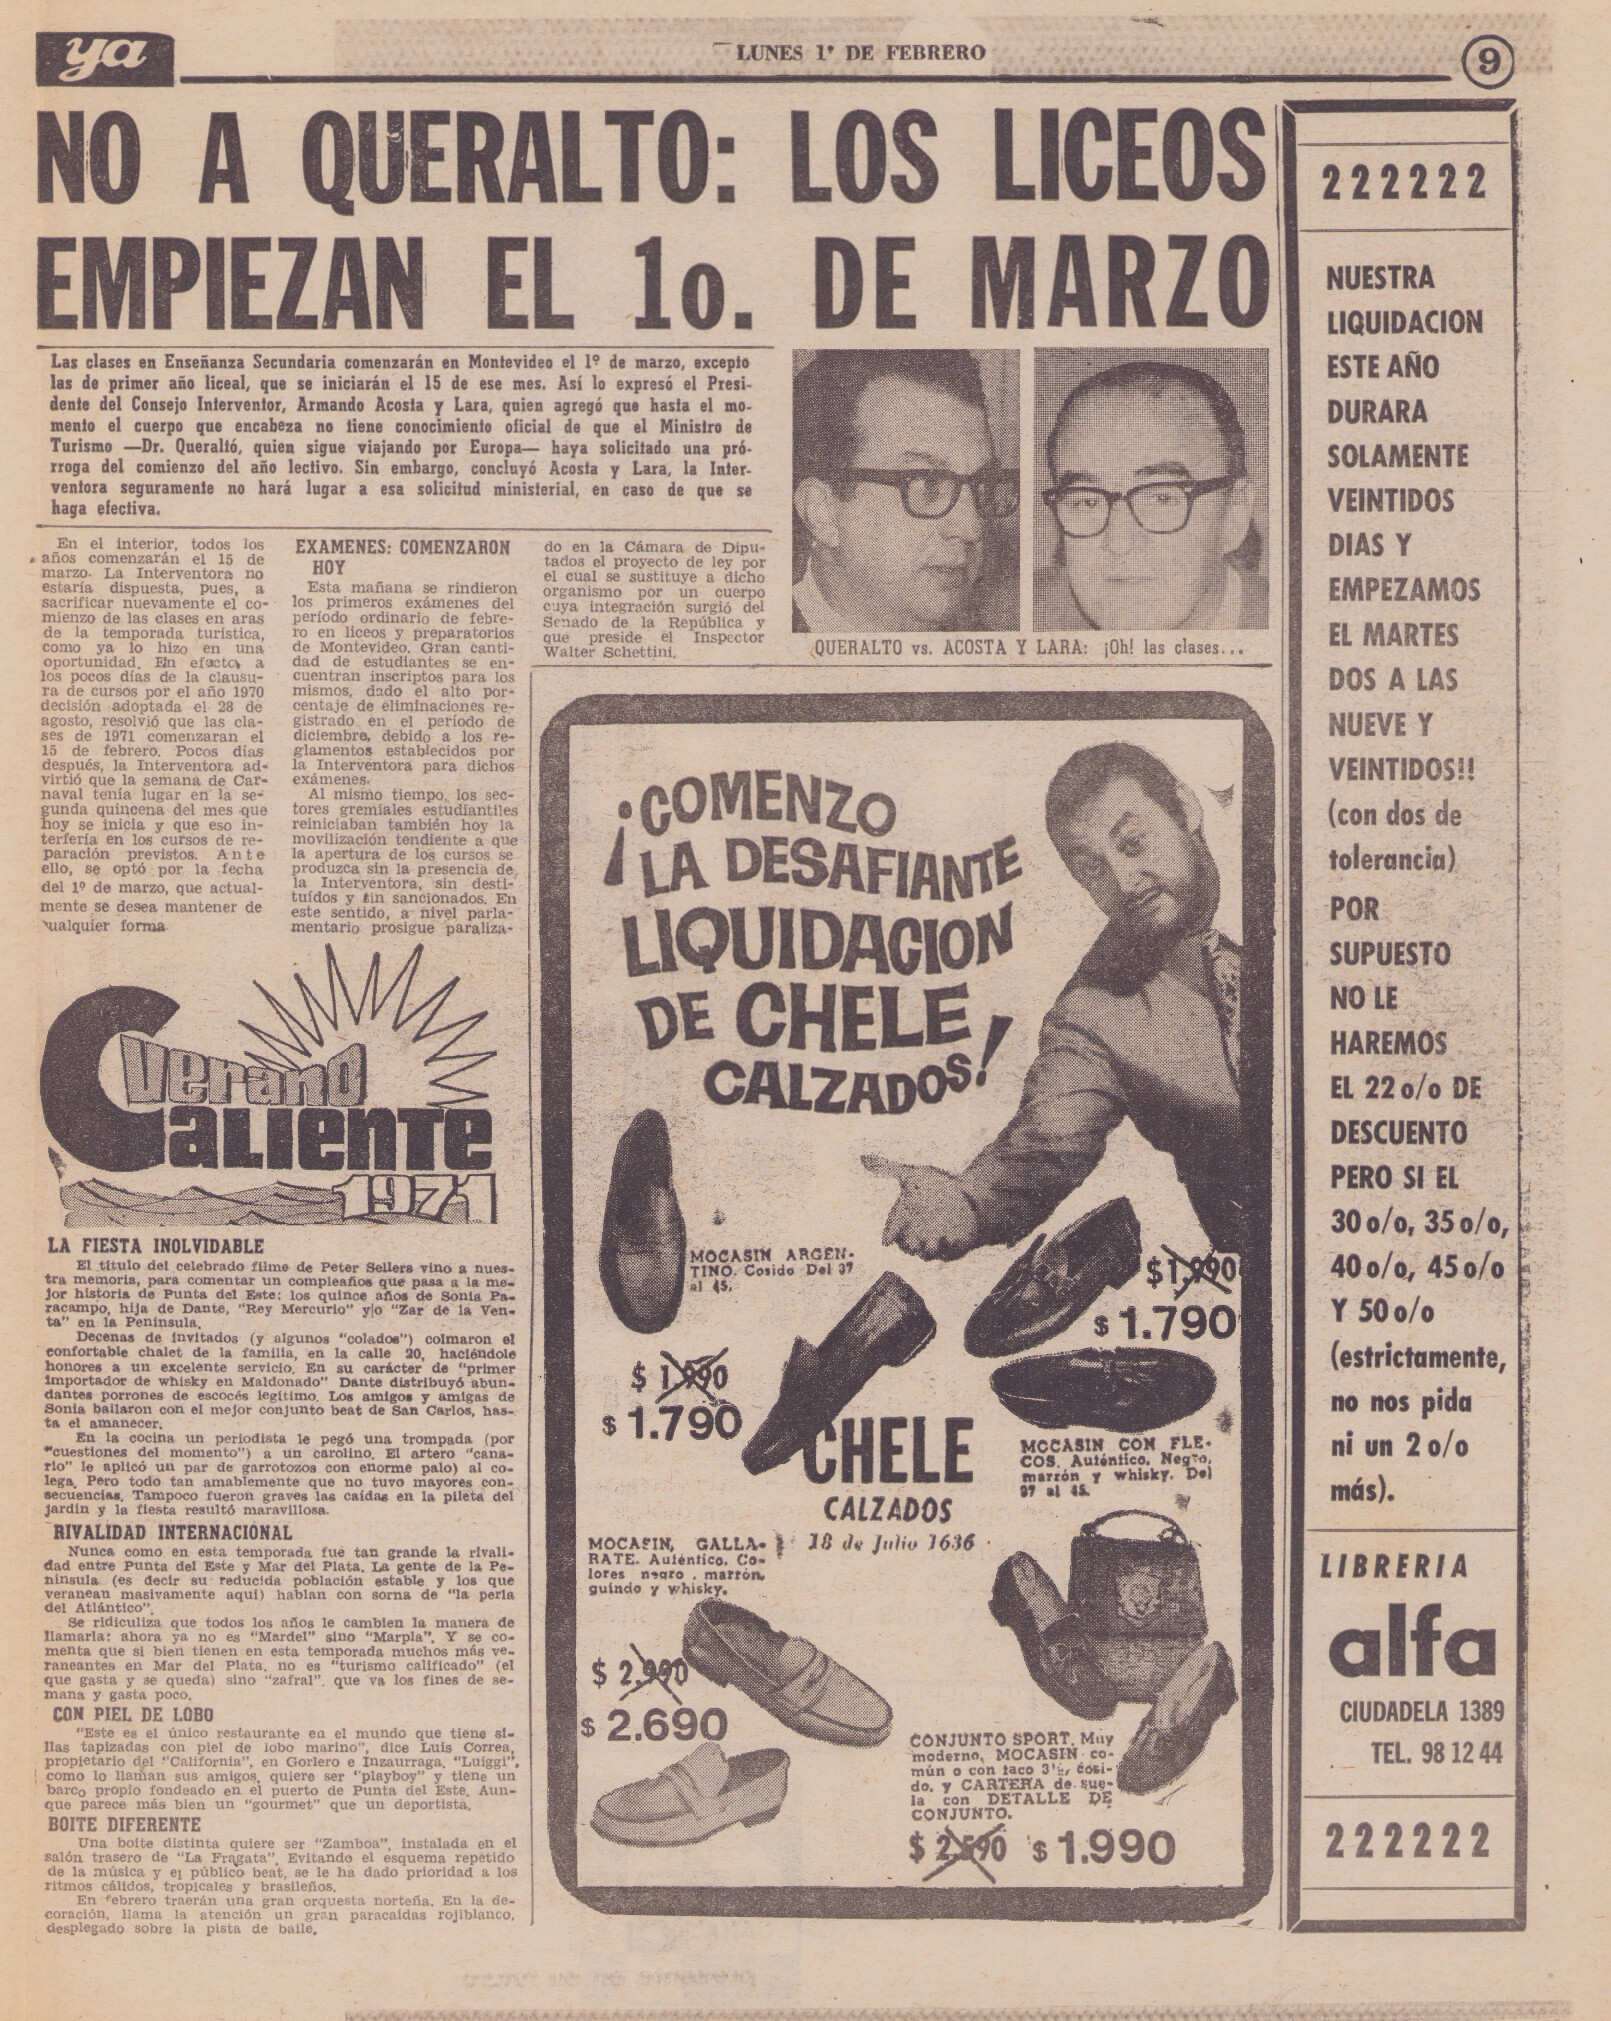 ya
LUNES 1º DE FEBRERO
9
NO A QUERALTO: LOS LICEOS
EMPIEZAN EL 1o. DE MARZO
Las clases en Enseñanza Secundaria comenzarán en Montevideo el 1º de marzo, excepto
las de primer año liceal, que se iniciarán el 15 de ese mes. Así lo expresó el Presi-
dente del Consejo Interventor, Armando Acosta y Lara, quien agregó que hasta el mo-
mento el cuerpo que encabeza no tiene conocimiento oficial de que el Ministro de
Turismo —Dr. Queraltó, quien sigue viajando por Europa— haya solicitado una pró-
rroga del comienzo del año lectivo. Sin embargo, concluyó Acosta y Lara, la Inter-
ventora seguramente no hará lugar a esa solicitud ministerial, en caso de que se
haga efectiva.
En el interior, todos los
años comenzarán el 15 de
marzo. La Interventora no
estaría dispuesta, pues, a
sacrificar nuevamente el co-
mienzo de las clases en aras
de la temporada turística,
como ya lo hizo en una
oportunidad. En efecto, a
los pocos días de la clausu-
ra de cursos por el año 1970
decisión adoptada el 28 de
agosto, resolvió que las cla-
ses de 1971 comenzaran el
15 de febrero. Pocos días
después, la Interventora ad-
virtió que la semana de Car-
naval tenía lugar en la se-
gunda quincena del mes que
hoy se inicia y que eso in-
terfería en los cursos de re-
paración previstos. Ante
ello, se optó por la fecha
del 1º de marzo, que actual-
mente se desea mantener de
cualquier forma
EXAMENES: COMENZARON
HOY
Esta mañana se rindieron
los primeros exámenes del
período ordinario de febre-
ro en liceos y preparatorios
de Montevideo. Gran canti-
dad de estudiantes se en-
cuentran inscriptos para los
mismos, dado el alto por-
centaje de eliminaciones re-
gistrado en el período de
diciembre, debido a los re-
glamentos establecidos por
la Interventora para dichos
exámenes.
Al mismo tiempo, los sec-
tores gremiales estudiantiles
reiniciaban también hoy la
movilización tendiente a que
la apertura de los cursos se
produzca sin la presencia de
la Interventora, sin desti-
tuídos y sin sancionados. En
este sentido, a nivel parla-
mentario prosigue paraliza-
do en la Cámara de Dipu-
tados el proyecto de ley por
el cual se sustituye a dicho
organismo por un cuerpo
cuya integración surgió del
Senado de la República y
que preside el Inspector
Walter Schettini.
QUERALTO vs. ACOSTA Y LARA: ¡Oh! las clases...
Verano
Caliente
1971
LA FIESTA INOLVIDABLE
El título del celebrado filme de Peter Sellers vino a nues-
tra memoria, para comentar un compleaños que pasa a la me-
jor historia de Punta del Este: los quince años de Sonia Pa-
racampo, hija de Dante, "Rey Mercurio" y/o "Zar de la Ven-
ta" en la Península.
Decenas de invitados (y algunos "colados") colmaron el
confortable chalet de la familia, en la calle 20, haciéndole
honores a un excelente servicio. En su carácter de "primer
importador de whisky en Maldonado" Dante distribuyó abun-
dantes porrones de escocés legítimo. Los amigos y amigas de
Sonia bailaron con el mejor conjunto beat de San Carlos, has-
ta el amanecer.
En la cocina un periodista le pegó una trompada (por
"cuestiones del momento") a un carolino. El artero "cana-
rio" le aplicó un par de garrotozos con enorme palo) al co-
lega. Pero todo tan amablemente que no tuvo mayores con-
secuencias. Tampoco fueron graves las caídas en la pileta del
jardín y la fiesta resultó maravillosa.
RIVALIDAD INTERNACIONAL
Nunca como en esta temporada fue tan grande la rivali-
dad entre Punta del Este y Mar del Plata. La gente de la Pe-
nínsula (es decir su reducida población estable y los que
veranean masivamente aquí) hablan con sorna de "la perla
del Atlántico".
Se ridiculiza que todos los años le cambien la manera de
llamarla: ahora ya no es "Mardel" sino "Marpla". Y se co-
menta que si bien tienen en esta temporada muchos más ve-
raneantes en Mar del Plata, no es "turismo calificado" (el
que gasta y se queda) sino "zafral", que va los fines de se-
mana y gasta poco.
CON PIEL DE LOBO
"Este es el único restaurante en el mundo que tiene si-
llas tapizadas con piel de lobo marino", dice Luis Correa,
propietario del "California", en Gorlero e Inzaurraga. "Luiggi",
como lo llaman sus amigos, quiere ser "playboy" y tiene un
barco propio fondeado en el puerto de Punta del Este. Aun-
que parece más bien un "gourmet" que un deportista.
BOITE DIFERENTE
Una boite distinta quiere ser "Zamboa", instalada en el
salón trasero de "La Fragata". Evitando el esquema repetido
de la música y el público beat, se le ha dado prioridad a los
ritmos cálidos, tropicales y brasileños.
En febrero traerán una gran orquesta norteña. En la de-
coración, llama la atención un gran paracaídas rojiblanco,
desplegado sobre la pista de baile.
¡COMENZO
LA DESAFIANTE
LIQUIDACION
DE CHELE
CALZADOS!
MOCASIN ARGEN-
TINO. Cosido Del 37
al 45.
$ 1.990
$ 1.790
$ 1.990
$ 1.790
MOCASIN CON FLE-
COS. Auténtico. Negro,
marrón y whisky. Del
37 al 45.
CHELE
CALZADOS
18 de Julio 1636
MOCASIN, GALLA-
RATE. Auténtico. Co-
lores negro, marrón,
guindo y whisky.
$ 2.990
$ 2.690
CONJUNTO SPORT. Muy
moderno, MOCASIN co-
mún o con taco 3½, cosi-
do, y CARTERA de sue-
la con DETALLE DE
CONJUNTO.
$ 2.590 $ 1.990
222222
NUESTRA
LIQUIDACION
ESTE AÑO
DURARA
SOLAMENTE
VEINTIDOS
DIAS Y
EMPEZAMOS
EL MARTES
DOS A LAS
NUEVE Y
VEINTIDOS!!
(con dos de
tolerancia)
POR
SUPUESTO
NO LE
HAREMOS
EL 22 o/o DE
DESCUENTO
PERO SI EL
30 o/o, 35 o/o,
40 o/o, 45 o/o
Y 50 o/o
(estrictamente,
no nos pida
ni un 2 o/o
más).
LIBRERIA
alfa
CIUDADELA 1389
TEL. 98 12 44
222222